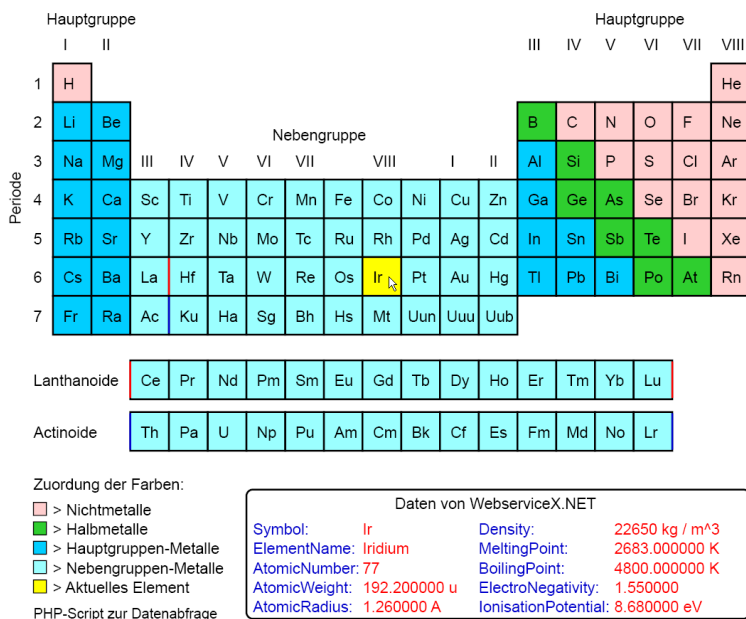 Hauptgruppe Hauptgruppe
I II III IV V VI VII VIII
1 H He
2 Li Be B C N O F Ne
Nebengruppe
3 Na Mg III IV V VI VII VIII I II Al Si P S Cl Ar
Periode
4 K Ca Sc Ti V Cr Mn Fe Co Ni Cu Zn Ga Ge As Se Br Kr
5 Rb Sr Y Zr Nb Mo Tc Ru Rh Pd Ag Cd In Sn Sb Te I Xe
6 Cs Ba La Hf Ta W Re Os Ir Pt Au Hg Tl Pb Bi Po At Rn
7 Fr Ra Ac Ku Ha Sg Bh Hs Mt Uun Uuu Uub
Lanthanoide Ce Pr Nd Pm Sm Eu Gd Tb Dy Ho Er Tm Yb Lu
Actinoide Th Pa U Np Pu Am Cm Bk Cf Es Fm Md No Lr
Zuordung der Farben:
> Nichtmetalle
> Halbmetalle
> Hauptgruppen-Metalle
> Nebengruppen-Metalle
> Aktuelles Element
PHP-Script zur Datenabfrage
Daten von WebserviceX.NET
Symbol: Ir Density: 22650 kg / m^3
ElementName: Iridium MeltingPoint: 2683.000000 K
AtomicNumber: 77 BoilingPoint: 4800.000000 K
AtomicWeight: 192.200000 u ElectroNegativity: 1.550000
AtomicRadius: 1.260000 A IonisationPotential: 8.680000 eV